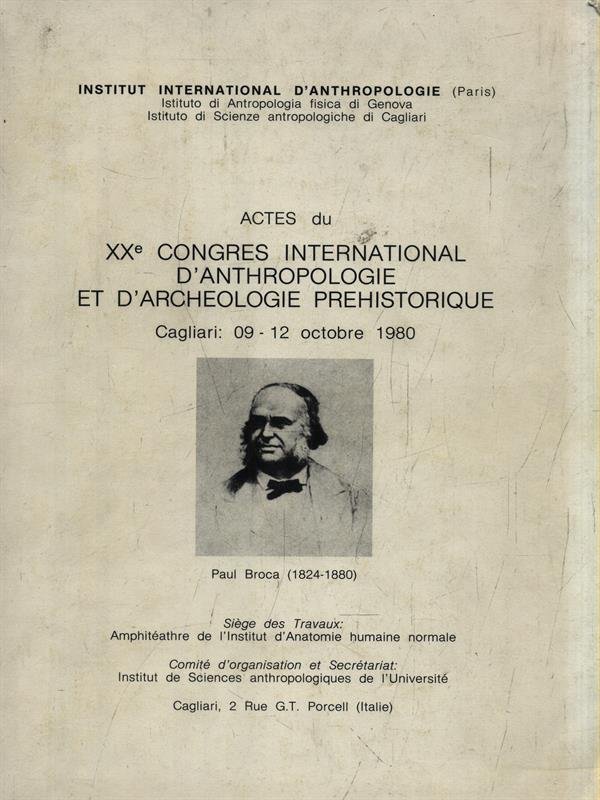 INSTITUT INTERNATIONAL D'ANTHROPOLOGIE (Paris)
Istituto di Antropologia fisica di Genova
Istituto di Scienze antropologiche di Cagliari
ACTES du
XXe CONGRES INTERNATIONAL
D'ANTHROPOLOGIE
ET D'ARCHEOLOGIE PREHISTORIQUE
Cagliari: 09 - 12 octobre 1980
Paul Broca (1824-1880)
Siège des Travaux:
Amphitéathre de l'Institut d'Anatomie humaine normale
Comité d'organisation et Secrétariat:
Institut de Sciences anthropologiques de l'Université
Cagliari, 2 Rue G.T. Porcell (Italie)